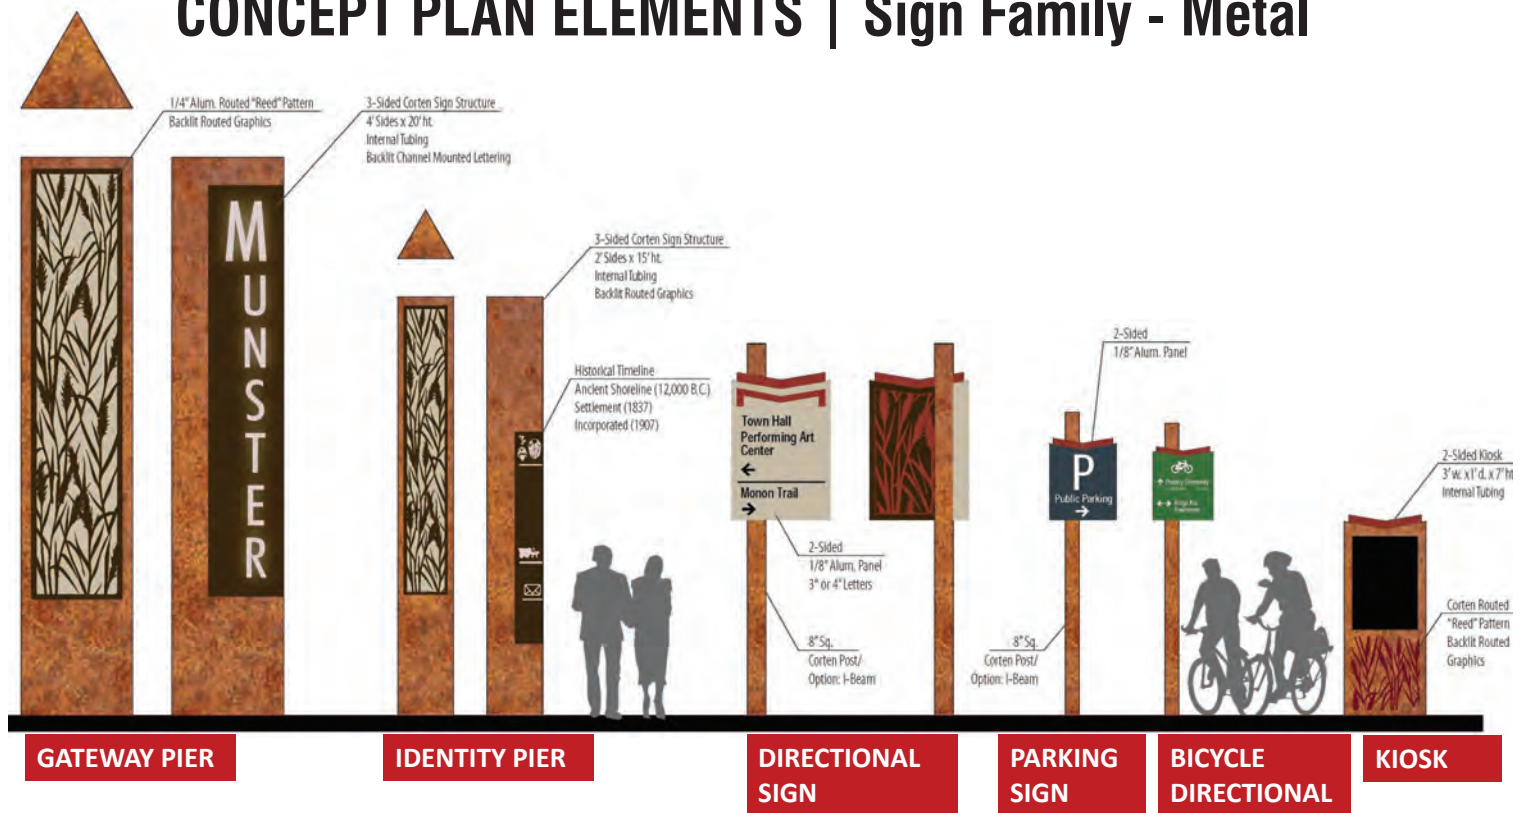 CONCEPT PLAN ELEMENTS | Sign Family - Metal
1/4" Alum. Routed "Reed" Pattern
Backlit Routed Graphics
3-Sided Corten Sign Structure
4' Sides x 20' ht.
Internal Tubing
Backlit Channel Mounted Lettering
MUNSTER
3-Sided Corten Sign Structure
2' Sides x 15' ht.
Internal Tubing
Backlit Routed Graphics
Historical Timeline
Ancient Shoreline (12,000 B.C.)
Settlement (1837)
Incorporated (1907)
Town Hall
Performing Art
Center
←
Monon Trail
→
2-Sided
1/8" Alum. Panel
3" or 4" Letters
8" Sq.
Corten Post/
Option: I-Beam
2-Sided
1/8" Alum. Panel
P
Public Parking
→
8" Sq.
Corten Post/
Option: I-Beam
2-Sided Kiosk
3' w. x 1' d. x 7' ht
Internal Tubing
Corten Routed
"Reed" Pattern
Backlit Routed
Graphics
GATEWAY PIER
IDENTITY PIER
DIRECTIONAL
SIGN
PARKING
SIGN
BICYCLE
DIRECTIONAL
KIOSK